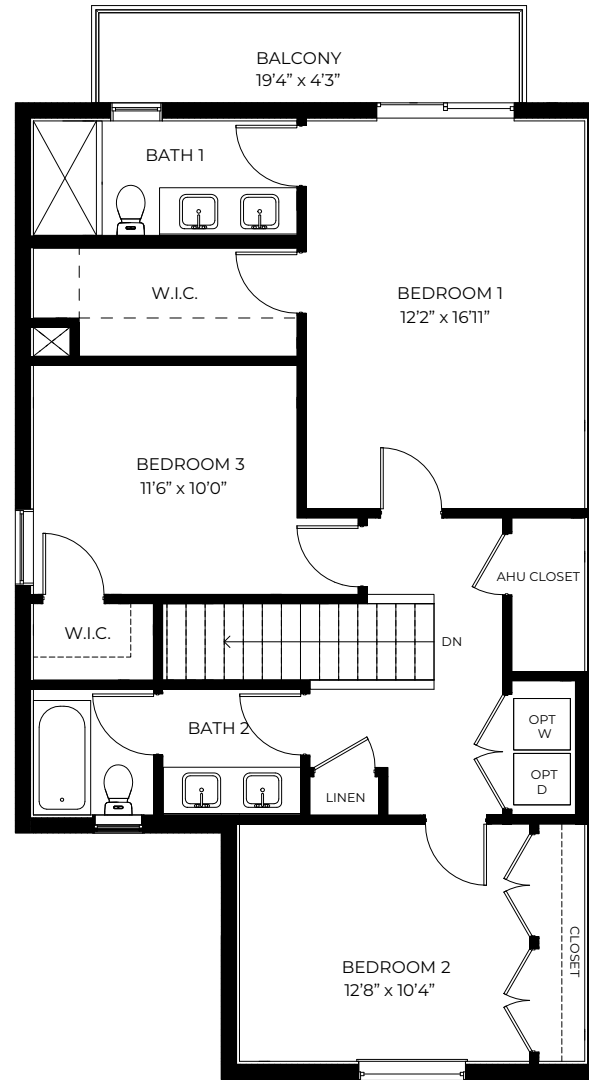 BALCONY
19’4” x 4’3”
BATH 1
W.I.C.
BEDROOM 1
12’2” x 16’11”
BEDROOM 3
11’6” x 10’0”
AHU CLOSET
W.I.C.
DN
BATH 2
OPT
W
OPT
D
LINEN
BEDROOM 2
12’8” x 10’4”
CLOSET